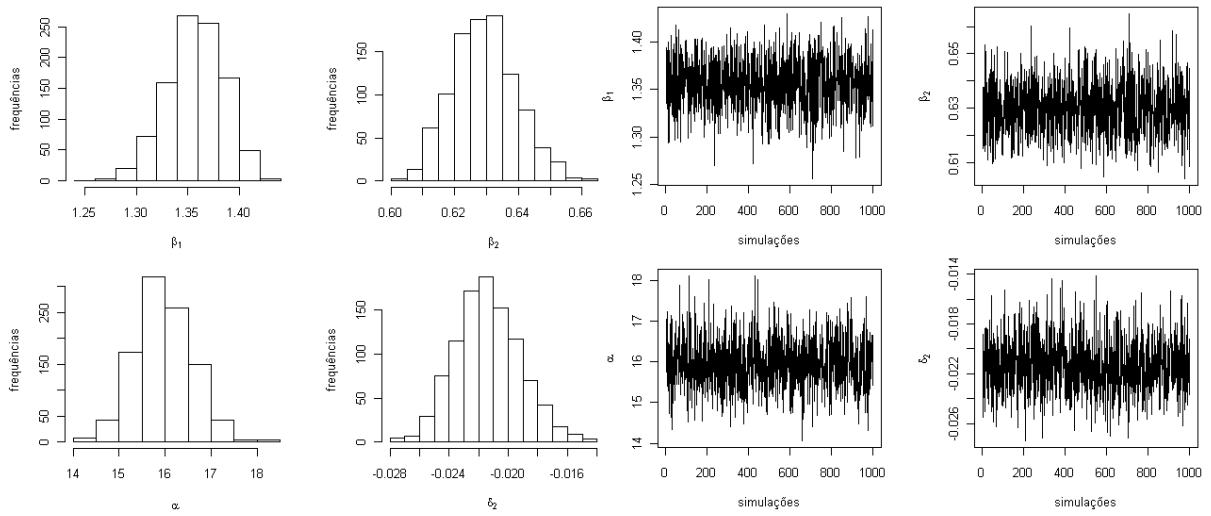 frequências
0 50 100 150 200 250
1.25 1.30 1.35 1.40
β1
frequências
0 50 100 150
0.60 0.62 0.64 0.66
β2
β1
1.25 1.30 1.35 1.40
0 200 400 600 800 1000
simulações
β2
0.61 0.63 0.65
0 200 400 600 800 1000
simulações
frequências
0 50 150 250
14 15 16 17 18
α
frequências
0 50 100 150
-0.028 -0.024 -0.020 -0.016
δ2
α
14 15 16 17 18
0 200 400 600 800 1000
simulações
δ2
-0.026 -0.022 -0.018 -0.014
0 200 400 600 800 1000
simulações